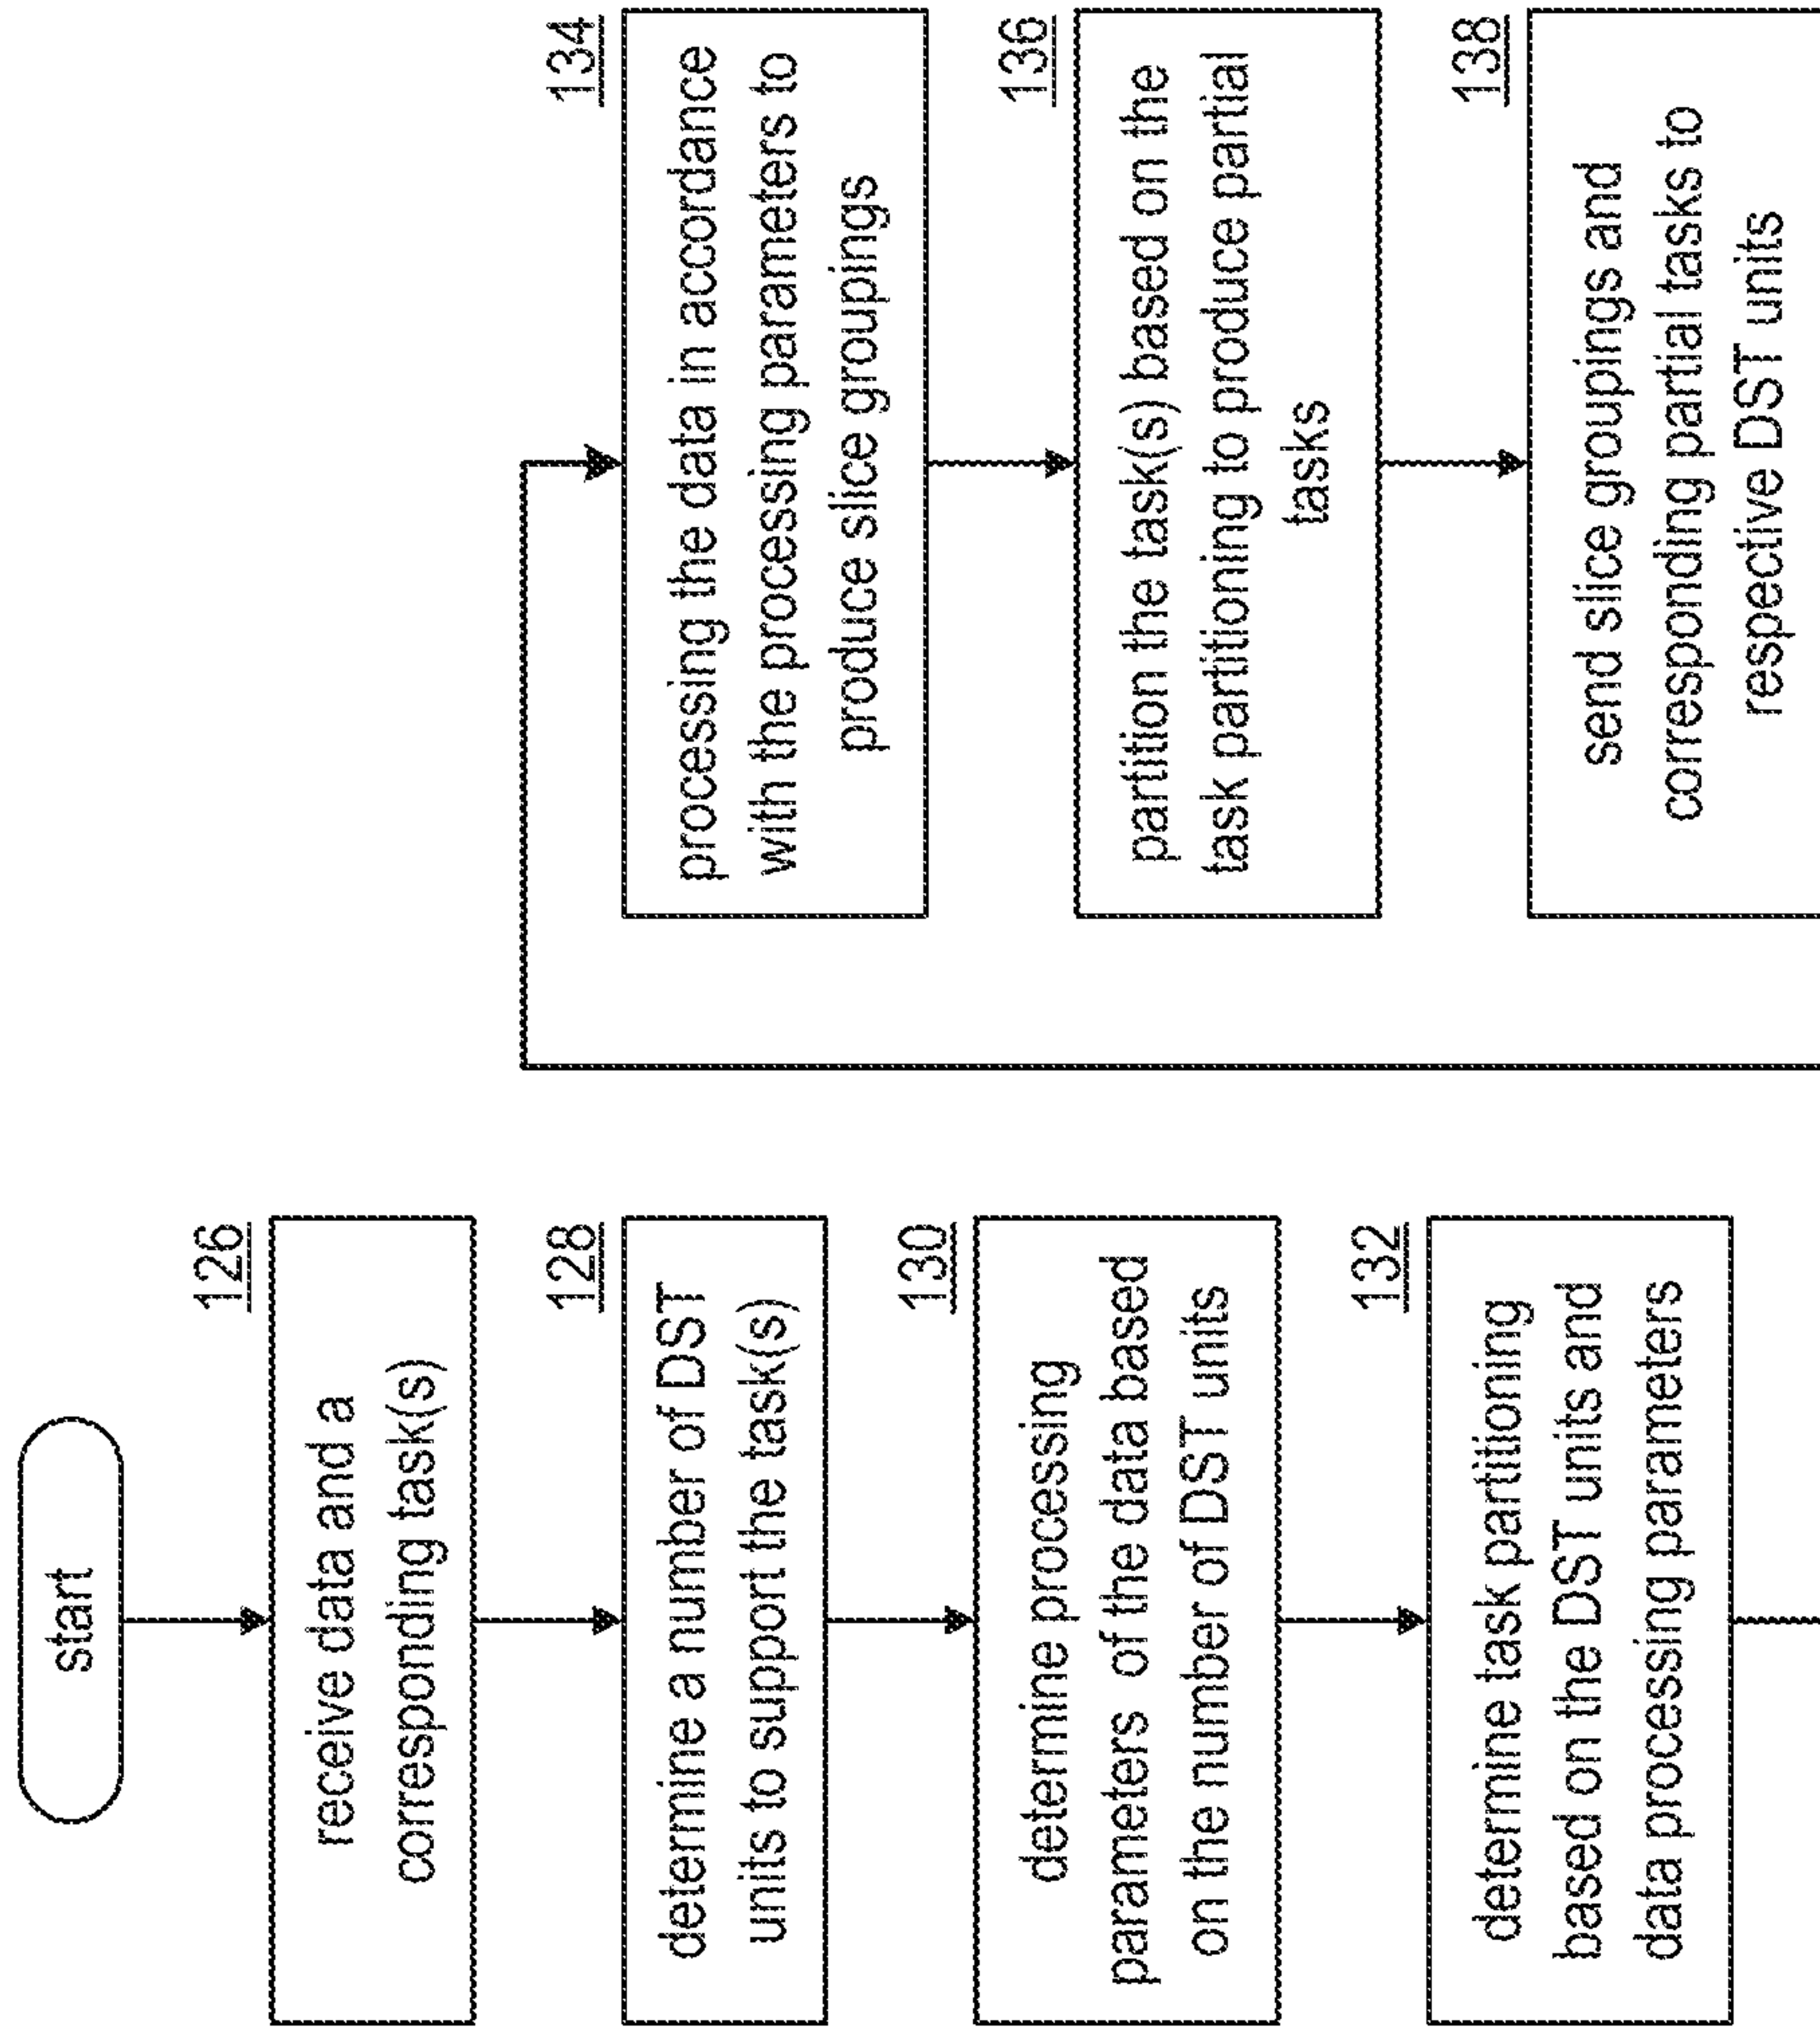 start
126
receive data and a
corresponding task(s)
128
determine a number of DST
units to support the task(s)
130
determine processing
parameters of the data based
on the number of DST units
132
determine task partitioning
based on the DST units and
data processing parameters
134
processing the data in accordance
with the processing parameters to
produce slice groupings
136
partition the task(s) based on the
task partitioning to produce partial
tasks
138
send slice groupings and
corresponding partial tasks to
respective DST units